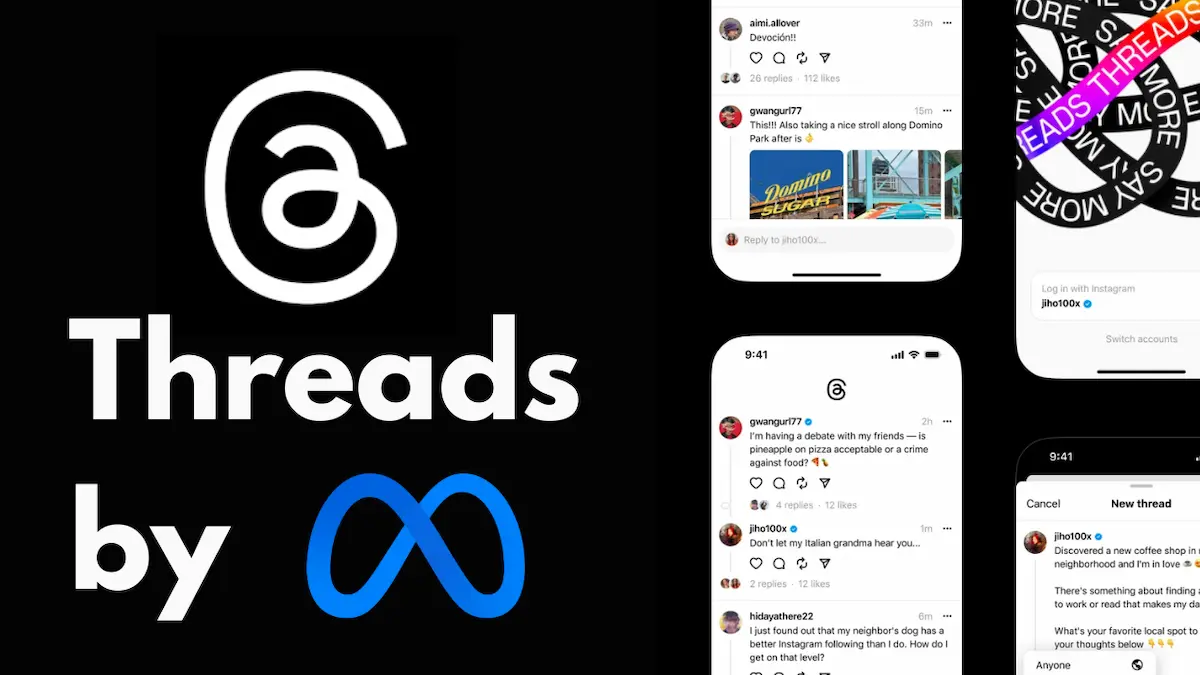 Threads
by
aimi.allover 33m
Devoción!!
26 replies · 112 likes
gwangurl77 15m
This!!! Also taking a nice stroll along Domino
Park after is 👌
Domino
SUGAR
Reply to jiho100x...
9:41
gwangurl77 2h
I'm having a debate with my friends — is
pineapple on pizza acceptable or a crime
against food? 🍕🍍
4 replies · 12 likes
jiho100x 1m
Don't let my Italian grandma hear you...
2 replies · 12 likes
hidayathere22 6m
I just found out that my neighbor's dog has a
better Instagram following than I do. How do I
get on that level?
THREADS
SAY MORE
SAY MORE
Log in with Instagram
jiho100x
Switch accounts
9:41
Cancel New thread
jiho100x
Discovered a new coffee shop in
neighborhood and I'm in love ☕
There's something about finding
to work or read that makes my
What's your favorite local spot to
your thoughts below 👇👇👇
Anyone